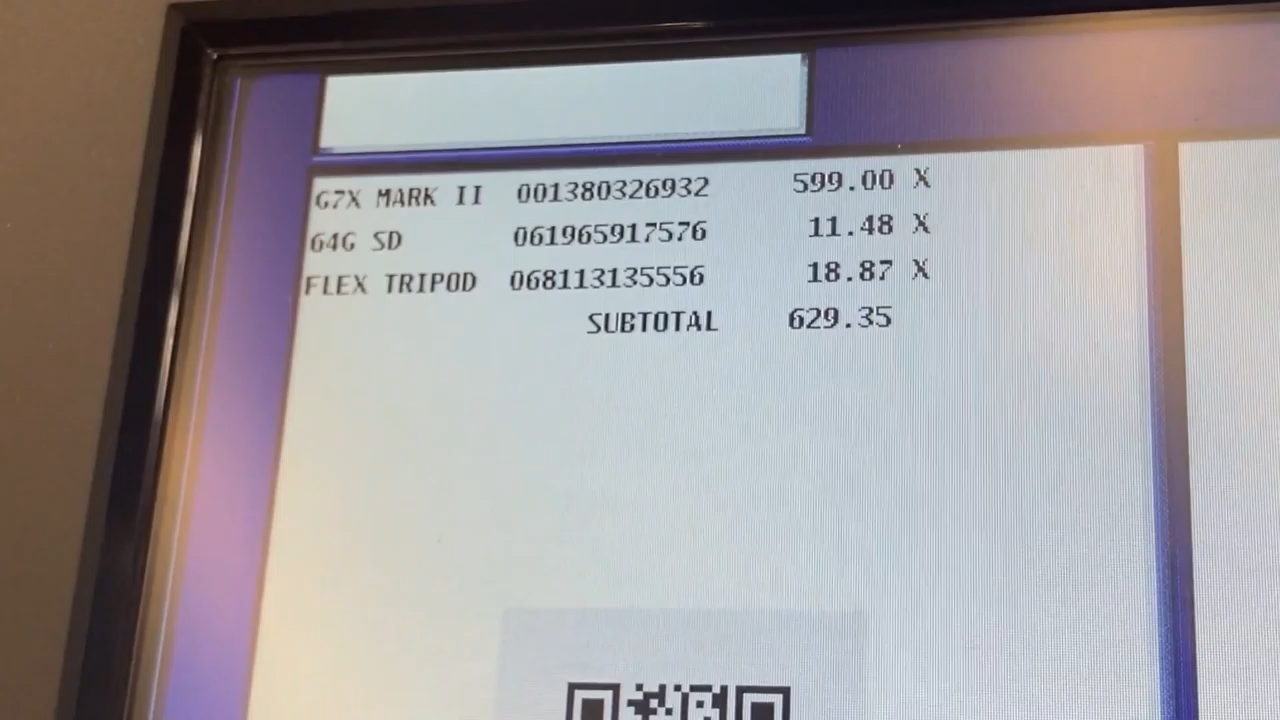 G7X MARK II 001380326932 599.00 X
64G SD 061965917576 11.48 X
FLEX TRIPOD 068113135556 18.87 X
SUBTOTAL 629.35